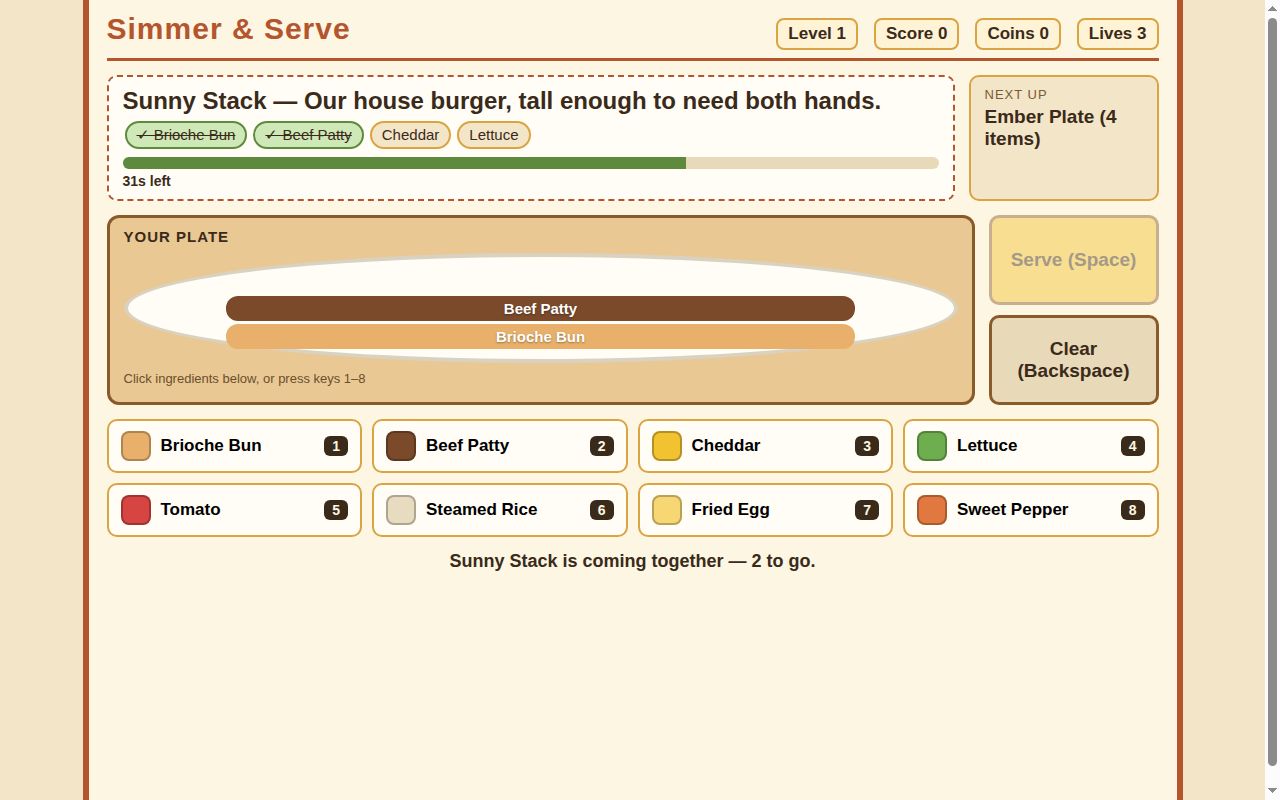 Simmer & Serve
Level 1
Score 0
Coins 0
Lives 3
Sunny Stack — Our house burger, tall enough to need both hands.
✓ Brioche Bun
✓ Beef Patty
Cheddar
Lettuce
31s left
NEXT UP
Ember Plate (4
items)
YOUR PLATE
Beef Patty
Brioche Bun
Click ingredients below, or press keys 1–8
Serve (Space)
Clear
(Backspace)
Brioche Bun 1
Beef Patty 2
Cheddar 3
Lettuce 4
Tomato 5
Steamed Rice 6
Fried Egg 7
Sweet Pepper 8
Sunny Stack is coming together — 2 to go.